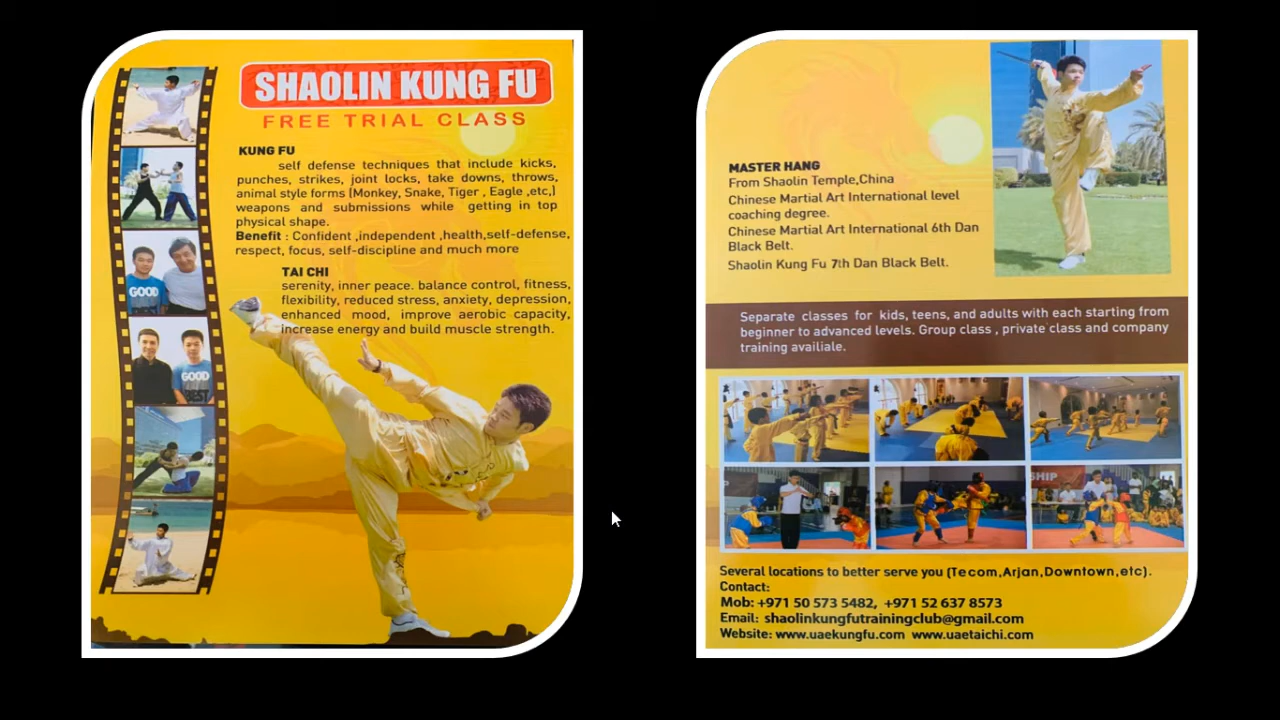 SHAOLIN KUNG FU
FREE TRIAL CLASS
KUNG FU
self defense techniques that include kicks,
punches, strikes, joint locks, take downs, throws,
animal style forms (Monkey, Snake, Tiger , Eagle ,etc,)
weapons and submissions while getting in top
physical shape.
Benefit : Confident ,independent ,health,self-defense,
respect, focus, self-discipline and much more
TAI CHI
serenity, inner peace. balance control, fitness,
flexibility, reduced stress, anxiety, depression,
enhanced mood, improve aerobic capacity,
increase energy and build muscle strength.
GOOD
GOOD
BEST
MASTER HANG
From Shaolin Temple,China
Chinese Martial Art International level
coaching degree.
Chinese Martial Art International 6th Dan
Black Belt.
Shaolin Kung Fu 7th Dan Black Belt.
Separate classes for kids, teens, and adults with each starting from
beginner to advanced levels. Group class , private class and company
training availiale.
SHIP
Several locations to better serve you (Tecom,Arjan,Downtown,etc).
Contact:
Mob: +971 50 573 5482, +971 52 637 8573
Email: shaolinkungfutrainingclub@gmail.com
Website: www.uaekungfu.com www.uaetaichi.com